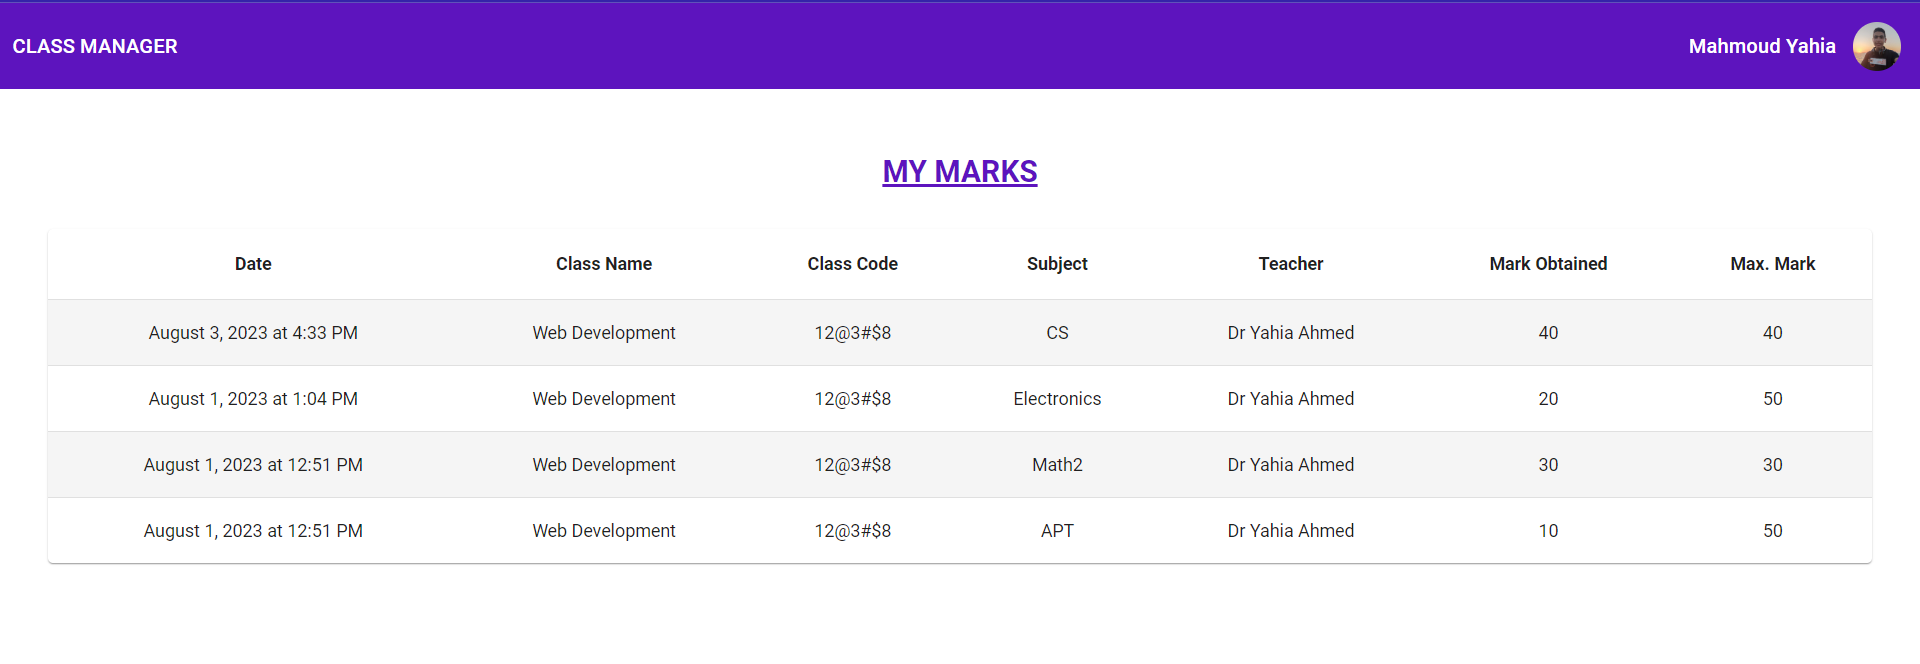 CLASS MANAGER Mahmoud Yahia
MY MARKS
Date Class Name Class Code Subject Teacher Mark Obtained Max. Mark
August 3, 2023 at 4:33 PM Web Development 12@3#$8 CS Dr Yahia Ahmed 40 40
August 1, 2023 at 1:04 PM Web Development 12@3#$8 Electronics Dr Yahia Ahmed 20 50
August 1, 2023 at 12:51 PM Web Development 12@3#$8 Math2 Dr Yahia Ahmed 30 30
August 1, 2023 at 12:51 PM Web Development 12@3#$8 APT Dr Yahia Ahmed 10 50